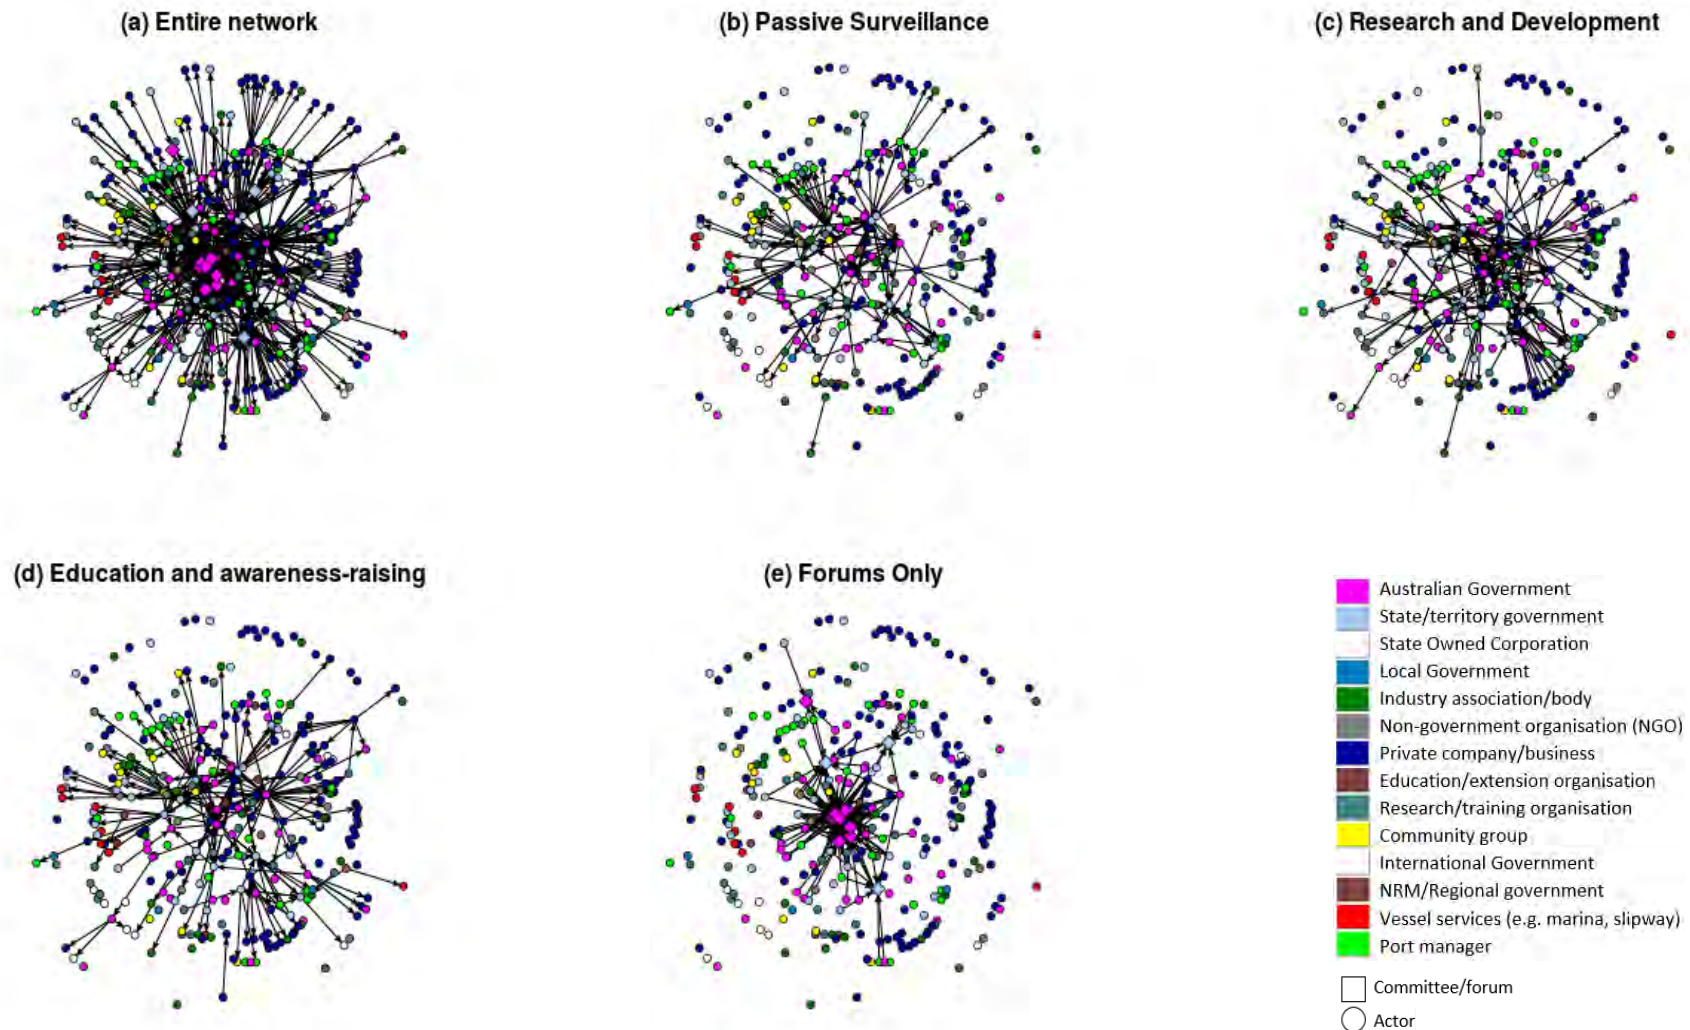 (a) Entire network
(b) Passive Surveillance
(c) Research and Development
(d) Education and awareness-raising
(e) Forums Only
Australian Government
State/territory government
State Owned Corporation
Local Government
Industry association/body
Non-government organisation (NGO)
Private company/business
Education/extension organisation
Research/training organisation
Community group
International Government
NRM/Regional government
Vessel services (e.g. marina, slipway)
Port manager
Committee/forum
Actor